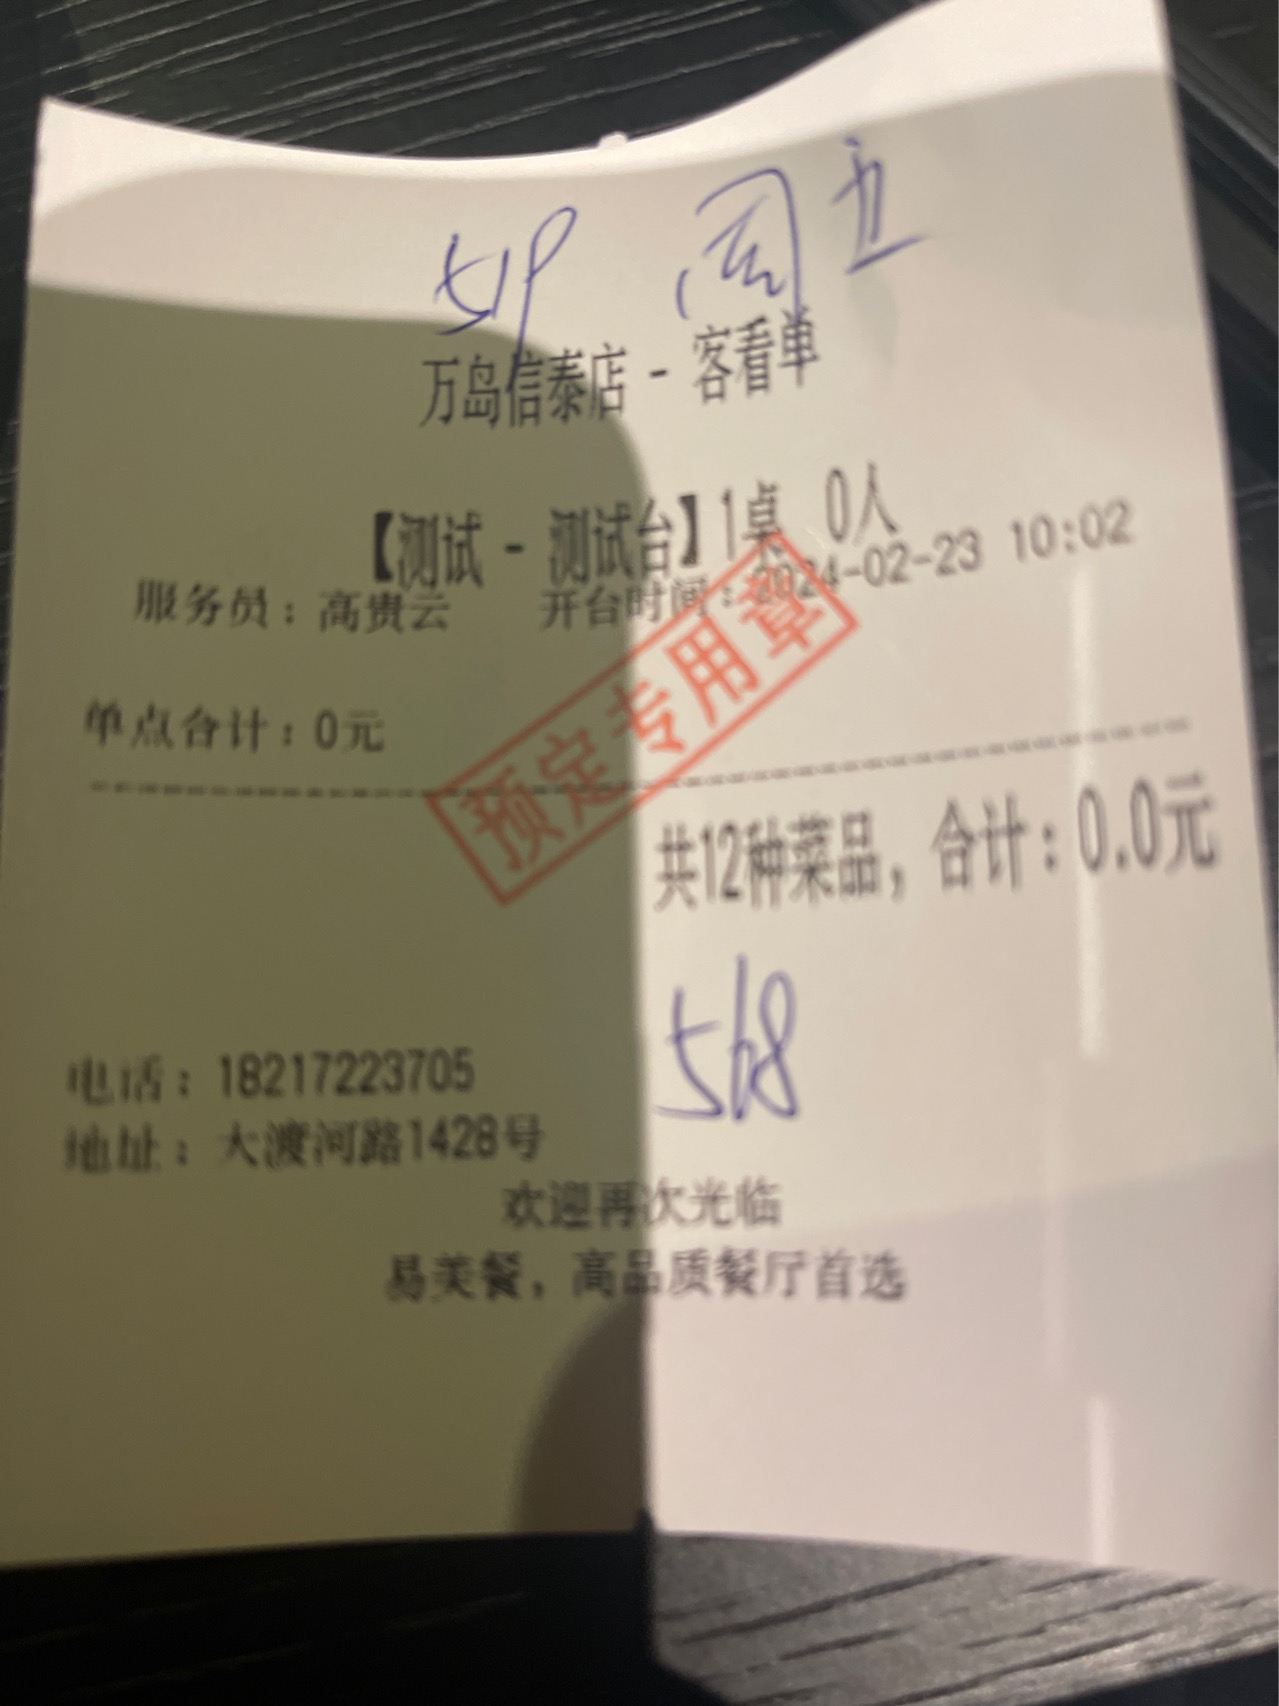 519 周五
万岛信泰店 - 客看单
【测试 - 测试台】1桌 0人
服务员：高贵云 开台时间：2024-02-23 10:02
预定专用章
单点合计：0元
共12种菜品，合计：0.0元
568
电话：18217223705
地址：大渡河路1428号
欢迎再次光临
易美餐，高品质餐厅首选